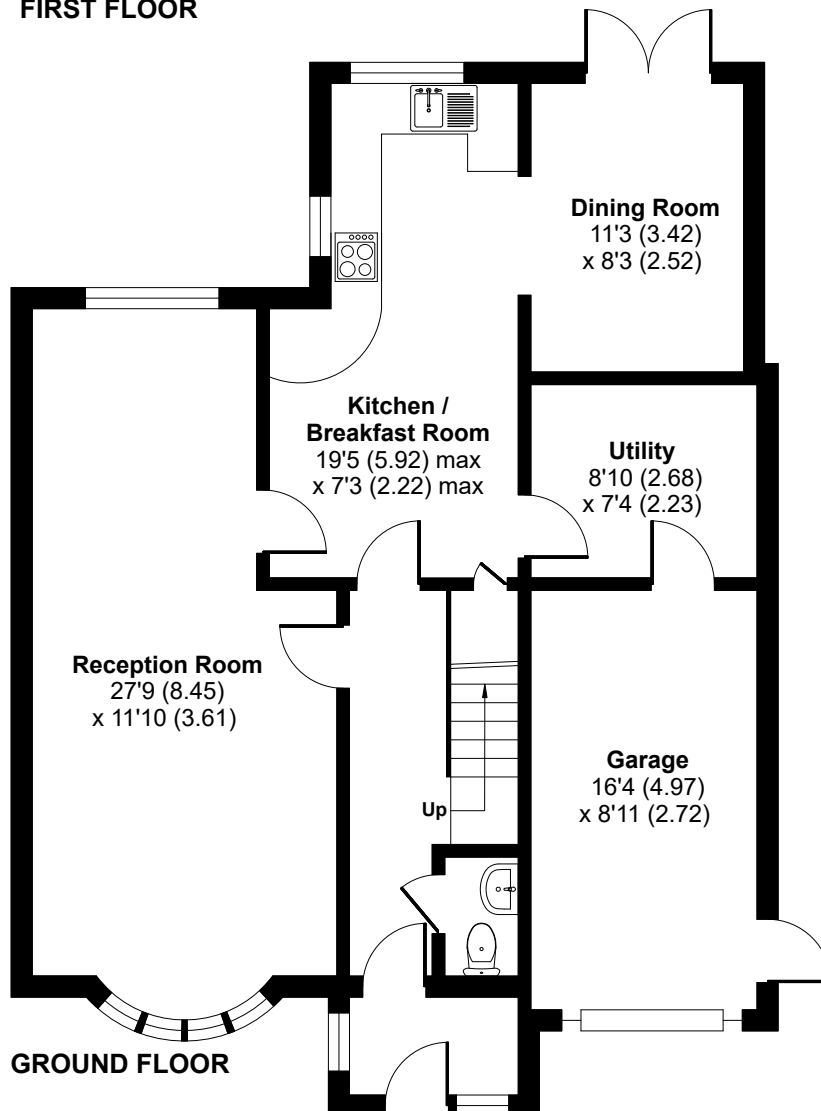 FIRST FLOOR
Dining Room
11'3 (3.42)
x 8'3 (2.52)
Kitchen /
Breakfast Room
19'5 (5.92) max
x 7'3 (2.22) max
Utility
8'10 (2.68)
x 7'4 (2.23)
Reception Room
27'9 (8.45)
x 11'10 (3.61)
Garage
16'4 (4.97)
x 8'11 (2.72)
Up
GROUND FLOOR